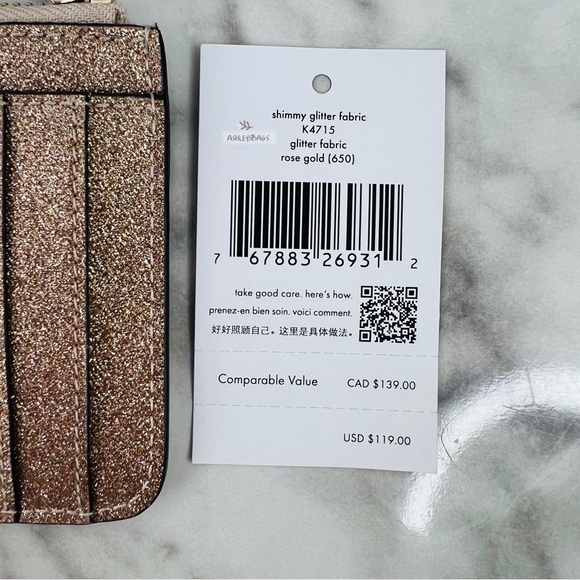 shimmy glitter fabric
K4715
ASHLEYBAGS
glitter fabric
rose gold (650)
7 67883 26931 2
take good care. here's how.
prenez-en bien soin. voici comment.
好好照顾自己。这里是具体做法。
Comparable Value CAD $139.00
USD $119.00